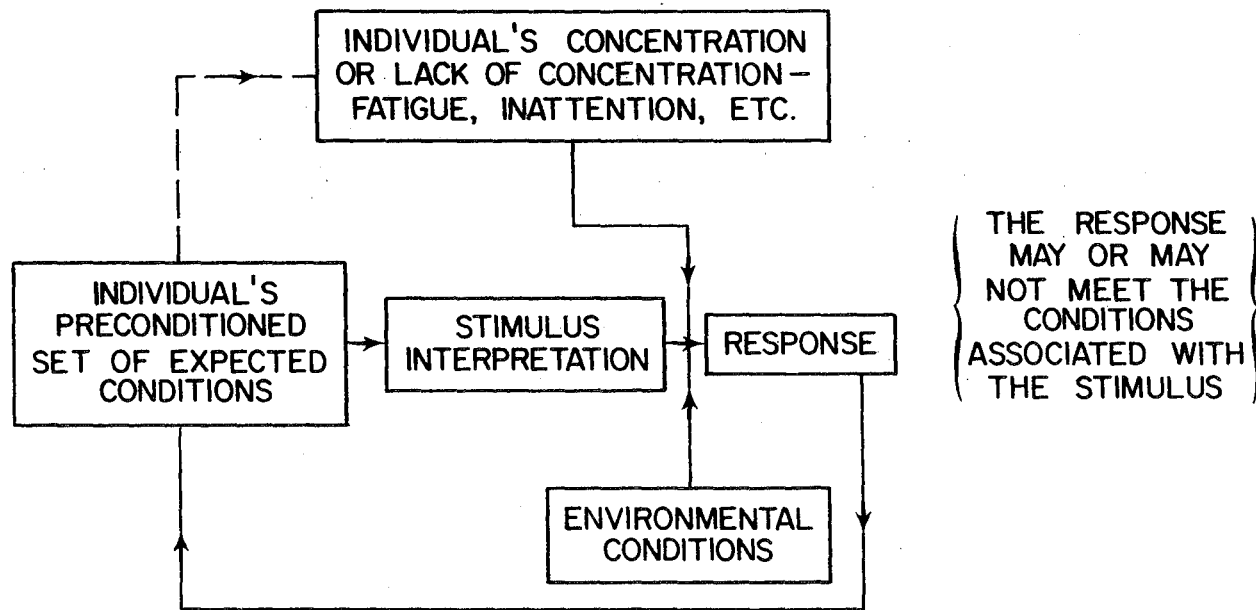 INDIVIDUAL'S CONCENTRATION
OR LACK OF CONCENTRATION—
FATIGUE, INATTENTION, ETC.
INDIVIDUAL'S
PRECONDITIONED
SET OF EXPECTED
CONDITIONS
STIMULUS
INTERPRETATION
RESPONSE
THE RESPONSE
MAY OR MAY
NOT MEET THE
CONDITIONS
ASSOCIATED WITH
THE STIMULUS
ENVIRONMENTAL
CONDITIONS